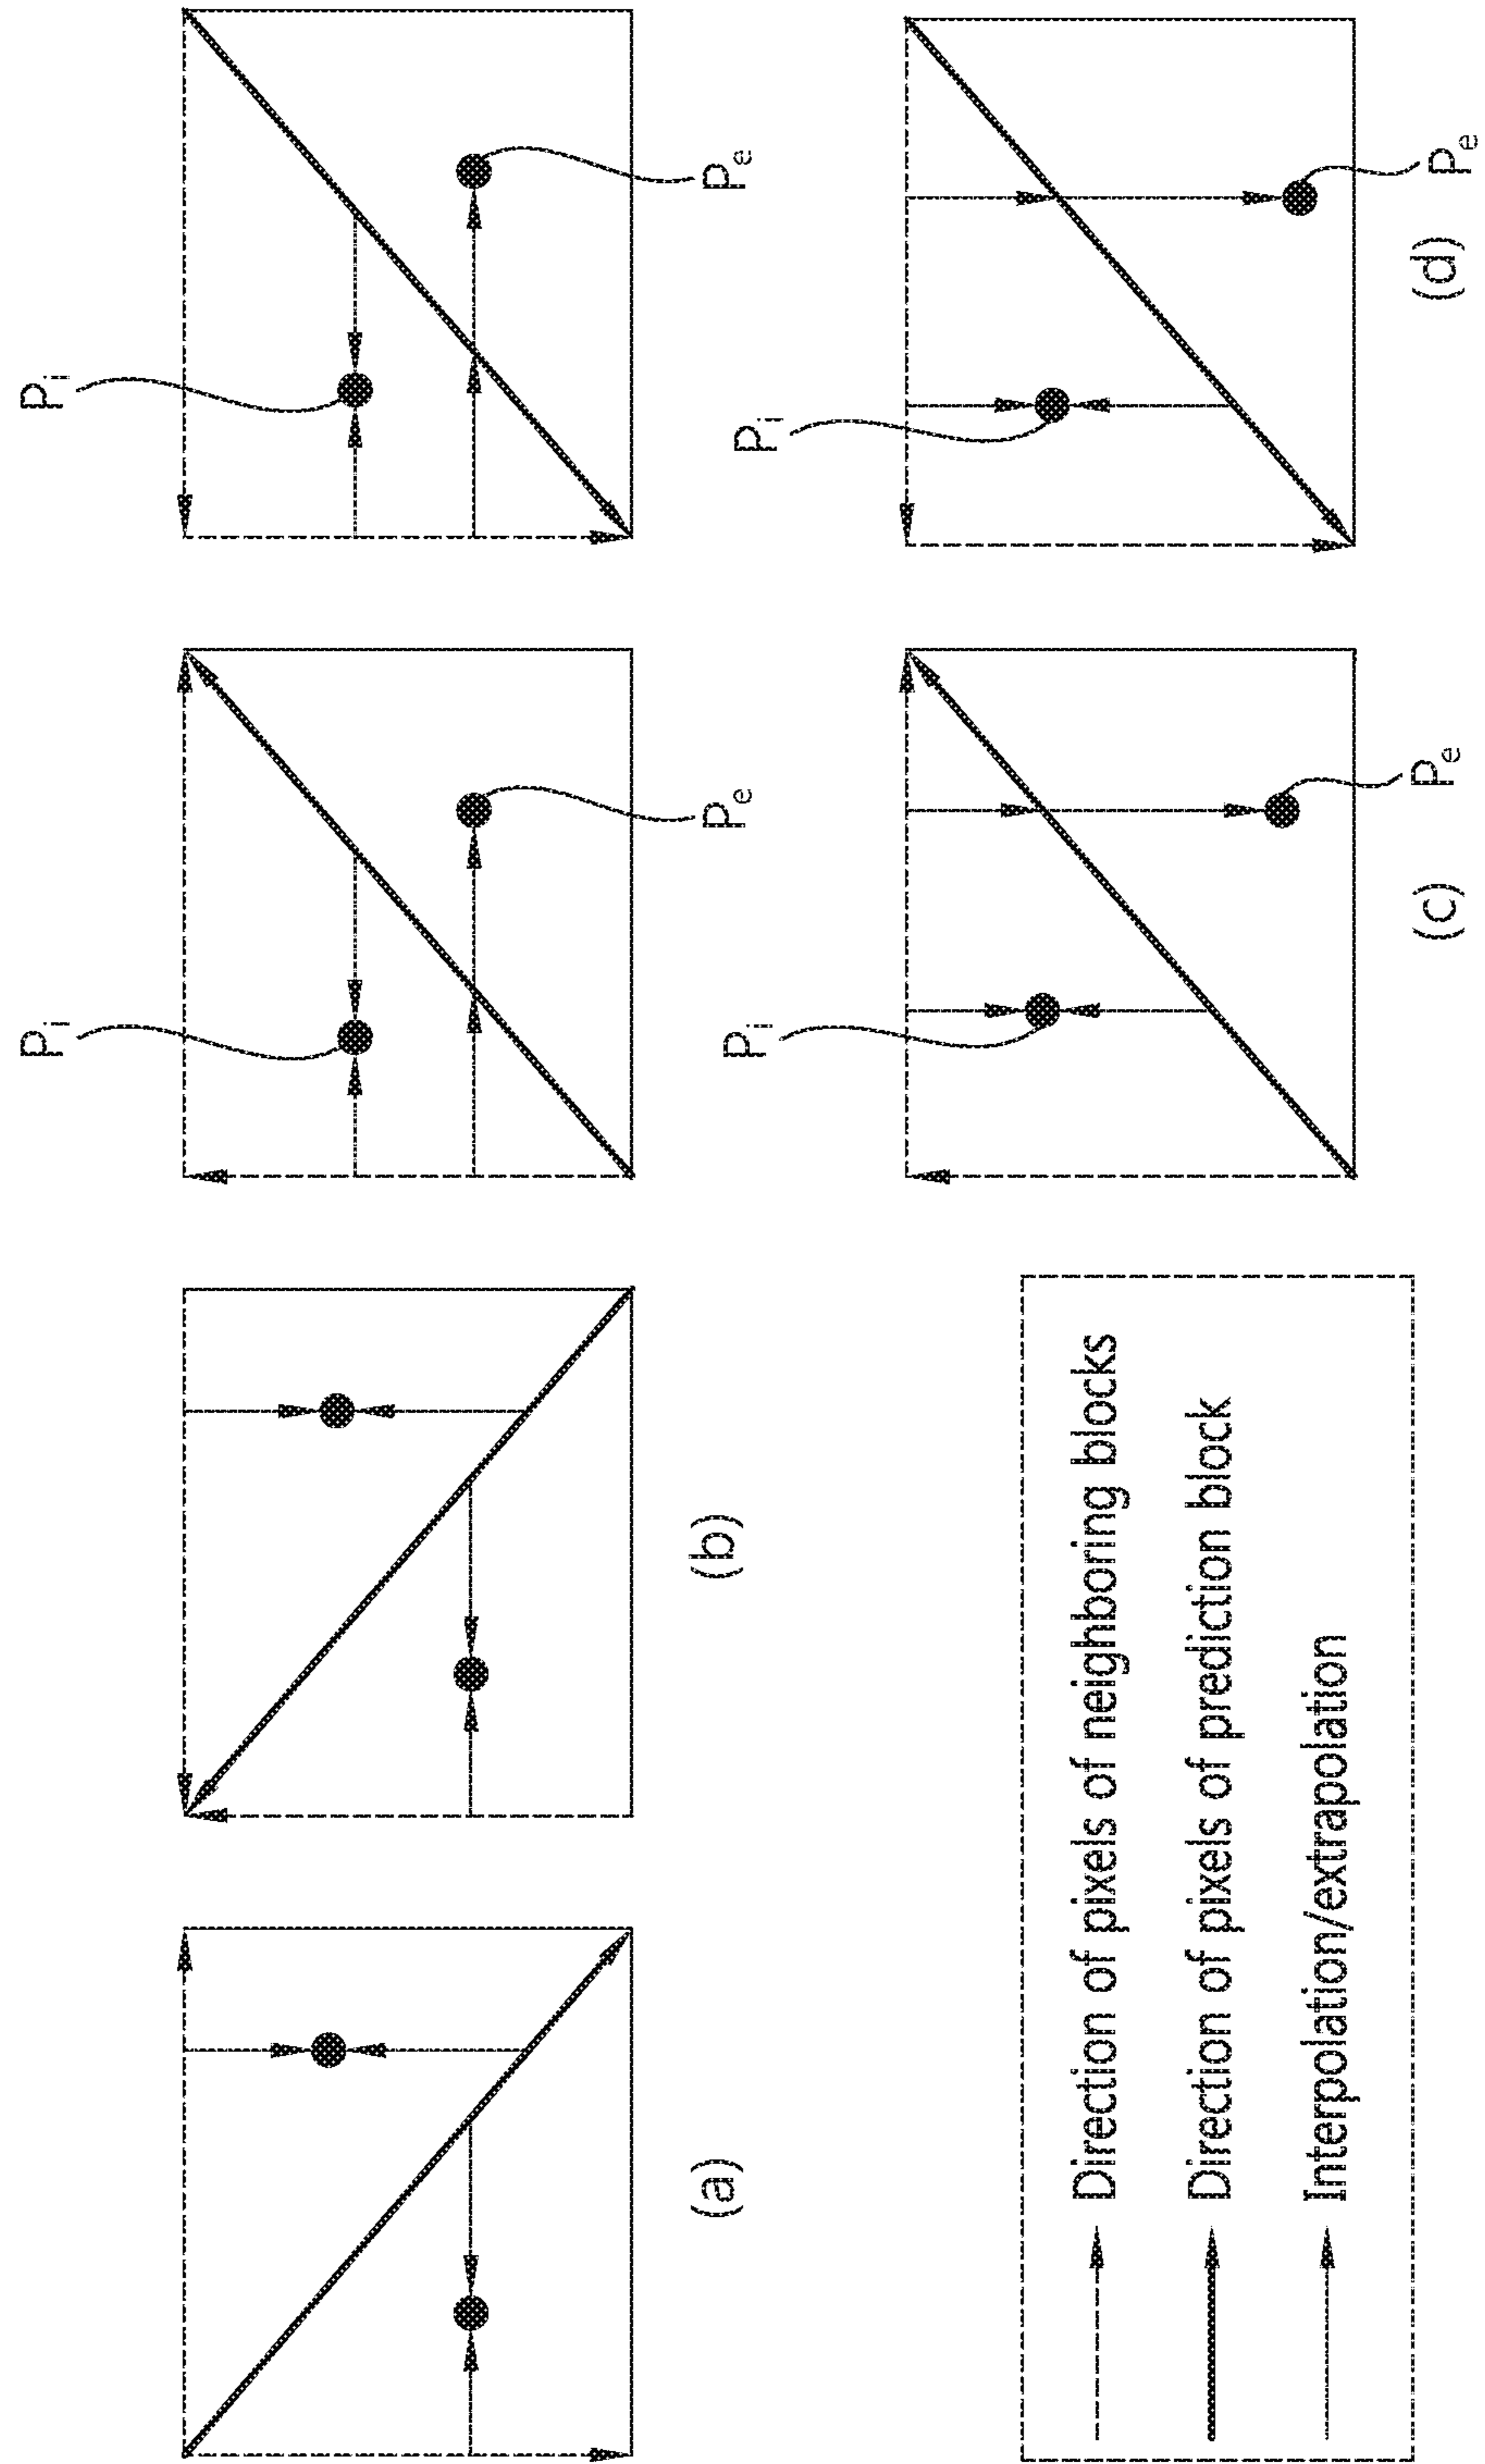 Pi
Pi
Pe
Pe
(a)
(b)
Pi
Pi
Pe
Pe
(c)
(d)
Direction of pixels of neighboring blocks
Direction of pixels of prediction block
Interpolation/extrapolation